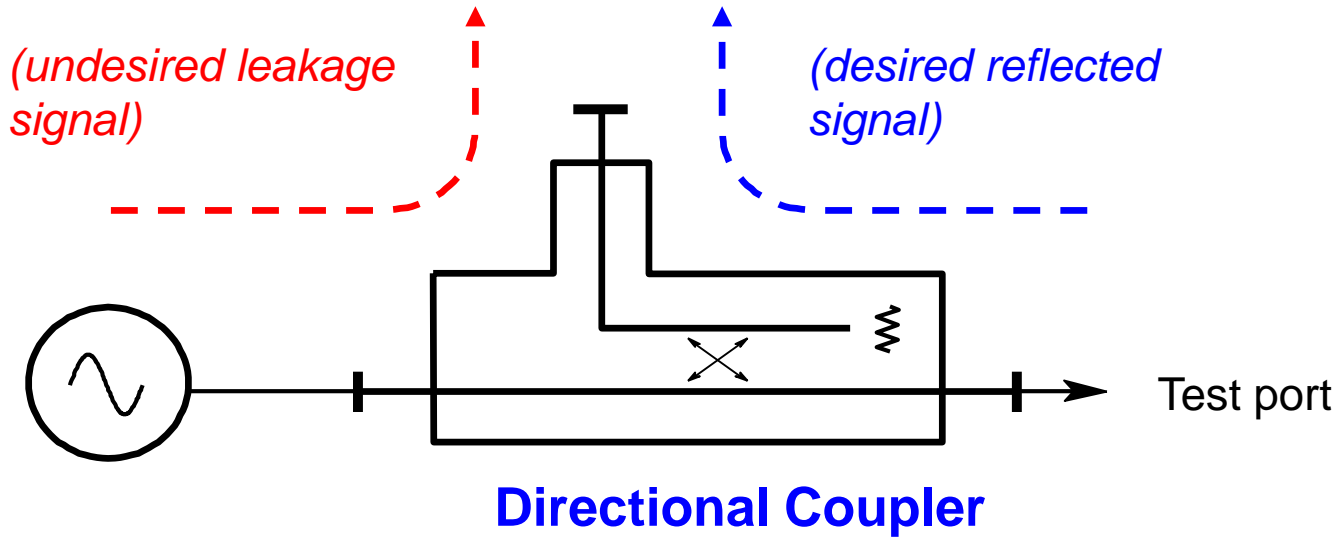 (undesired leakage
signal)
(desired reflected
signal)
Test port
Directional Coupler